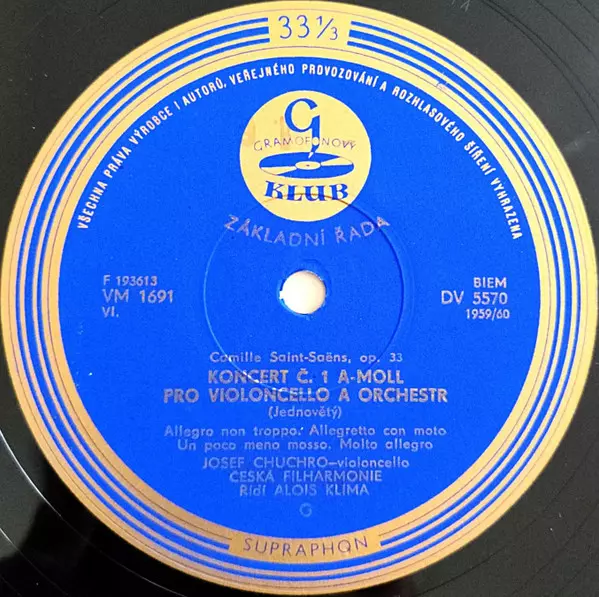 33 1/3
VŠECHNA PRÁVA VÝROBCE I AUTORŮ, VEŘEJNÉHO PROVOZOVÁNÍ A ROZHLASOVÉHO ŠÍŘENÍ VYHRAZENA
G
GRAMOFONOVÝ
KLUB
ZÁKLADNÍ ŘADA
F 193613
VM 1691
VI.
BIEM
DV 5570
1959/60
Camille Saint-Saëns, op. 33
KONCERT Č. 1 A-MOLL
PRO VIOLONCELLO A ORCHESTR
(Jednovětý)
Allegro non troppo. Allegretto con moto
Un poco meno mosso. Molto allegro
JOSEF CHUCHRO—violoncello
ČESKÁ FILHARMONIE
Řídí ALOIS KLÍMA
G
SUPRAPHON